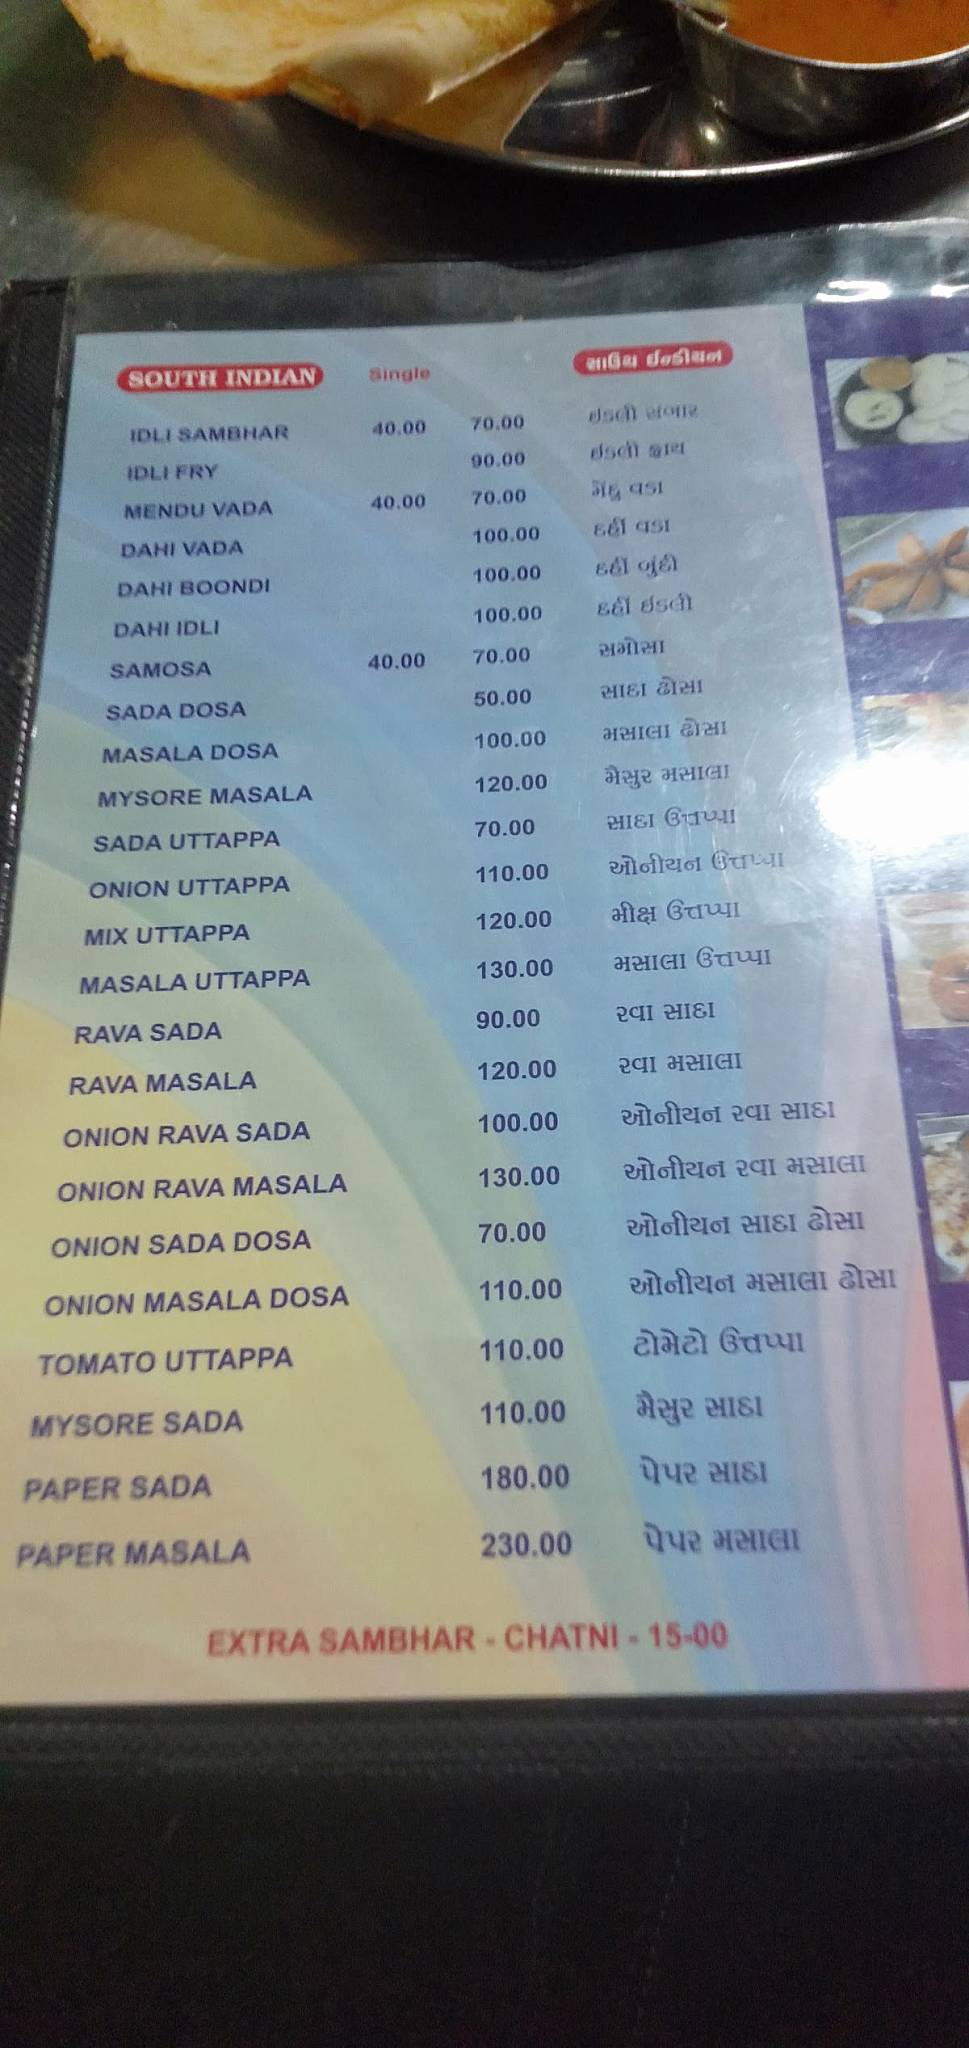 SOUTH INDIAN Single સાઉથ ઈન્ડીયન
IDLI SAMBHAR 40.00 70.00 ઇડલી સંભાર
IDLI FRY 90.00 ઇડલી ફ્રાય
MENDU VADA 40.00 70.00 મેંદુ વડા
DAHI VADA 100.00 દહીં વડા
DAHI BOONDI 100.00 દહીં બુંદી
DAHI IDLI 100.00 દહીં ઇડલી
SAMOSA 40.00 70.00 સમોસા
SADA DOSA 50.00 સાદા ઢોસા
MASALA DOSA 100.00 મસાલા ઢોસા
MYSORE MASALA 120.00 મૈસુર મસાલા
SADA UTTAPPA 70.00 સાદા ઉત્તપ્પા
ONION UTTAPPA 110.00 ઓનીયન ઉત્તપ્પા
MIX UTTAPPA 120.00 મીક્ષ ઉત્તપ્પા
MASALA UTTAPPA 130.00 મસાલા ઉત્તપ્પા
RAVA SADA 90.00 રવા સાદા
RAVA MASALA 120.00 રવા મસાલા
ONION RAVA SADA 100.00 ઓનીયન રવા સાદા
ONION RAVA MASALA 130.00 ઓનીયન રવા મસાલા
ONION SADA DOSA 70.00 ઓનીયન સાદા ઢોસા
ONION MASALA DOSA 110.00 ઓનીયન મસાલા ઢોસા
TOMATO UTTAPPA 110.00 ટોમેટો ઉત્તપ્પા
MYSORE SADA 110.00 મૈસુર સાદા
PAPER SADA 180.00 પેપર સાદા
PAPER MASALA 230.00 પેપર મસાલા
EXTRA SAMBHAR - CHATNI - 15-00